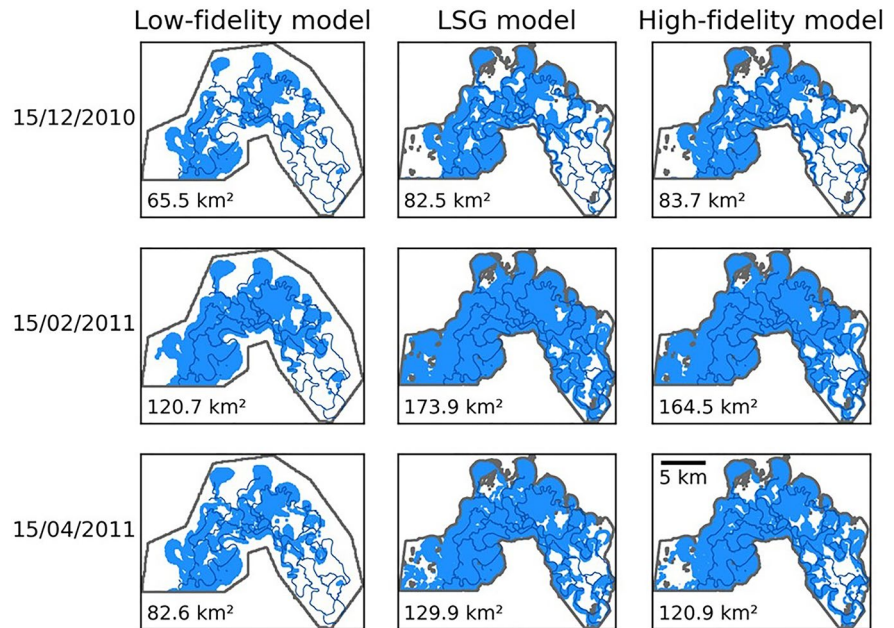 Low-fidelity model LSG model High-fidelity model
15/12/2010
65.5 km² 82.5 km² 83.7 km²
15/02/2011
120.7 km² 173.9 km² 164.5 km²
5 km
15/04/2011
82.6 km² 129.9 km² 120.9 km²